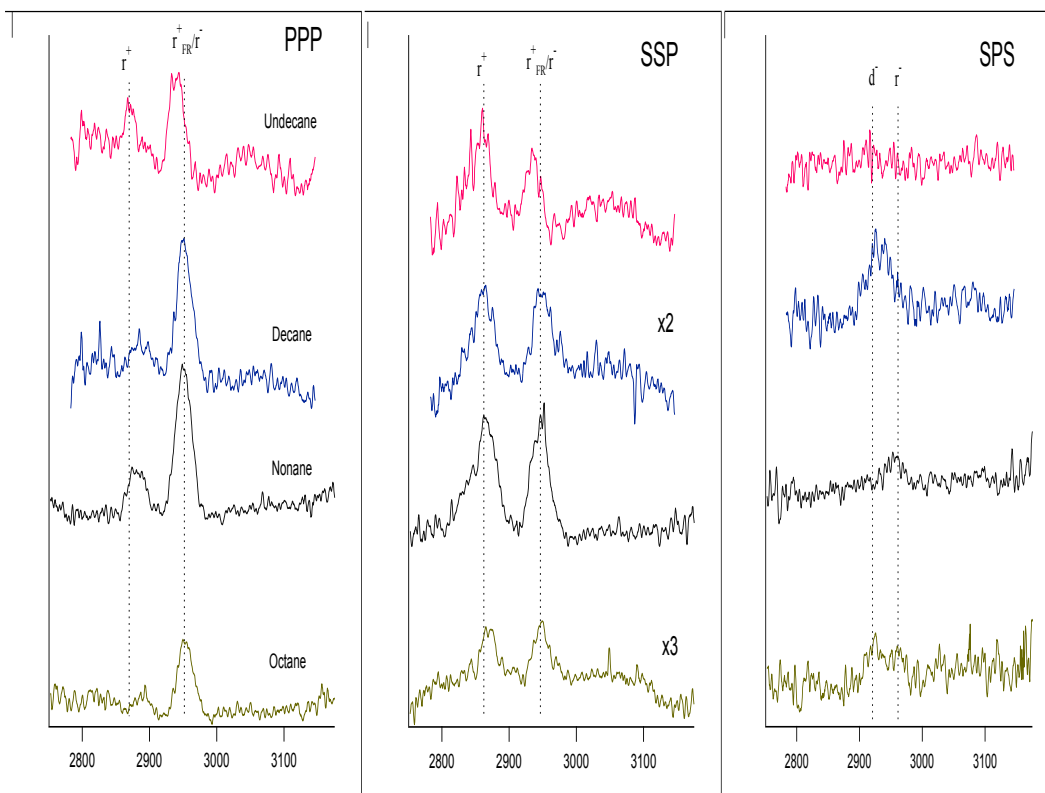 PPP
r+
r+FR/r-
Undecane
Decane
Nonane
Octane
2800 2900 3000 3100
SSP
r+
r+FR/r-
x2
x3
2800 2900 3000 3100
SPS
d-
r-
2800 2900 3000 3100